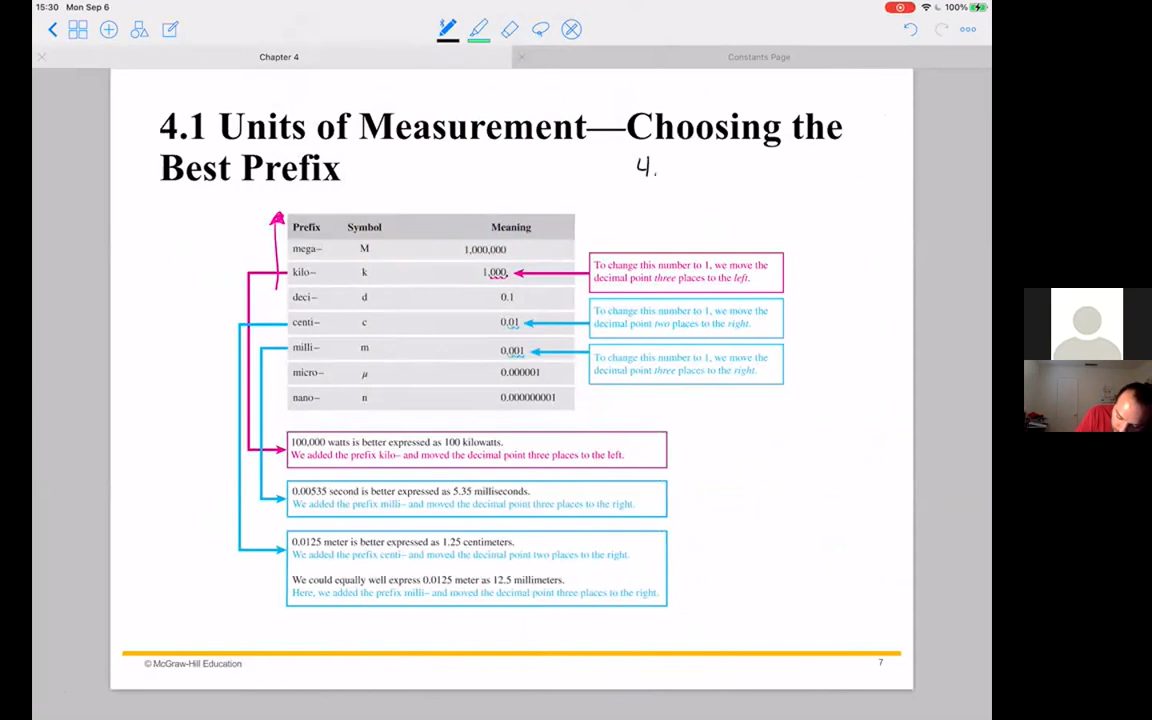 15:30 Mon Sep 6
100%
Chapter 4
Constants Page
4.1 Units of Measurement—Choosing the
Best Prefix
4.
Prefix Symbol Meaning
mega– M 1,000,000
kilo– k 1,000
deci– d 0.1
centi– c 0.01
milli– m 0.001
micro– μ 0.000001
nano– n 0.000000001
To change this number to 1, we move the
decimal point three places to the left.
To change this number to 1, we move the
decimal point two places to the right.
To change this number to 1, we move the
decimal point three places to the right.
100,000 watts is better expressed as 100 kilowatts.
We added the prefix kilo– and moved the decimal point three places to the left.
0.00535 second is better expressed as 5.35 milliseconds.
We added the prefix milli– and moved the decimal point three places to the right.
0.0125 meter is better expressed as 1.25 centimeters.
We added the prefix centi– and moved the decimal point two places to the right.
We could equally well express 0.0125 meter as 12.5 millimeters.
Here, we added the prefix milli– and moved the decimal point three places to the right.
© McGraw-Hill Education
7